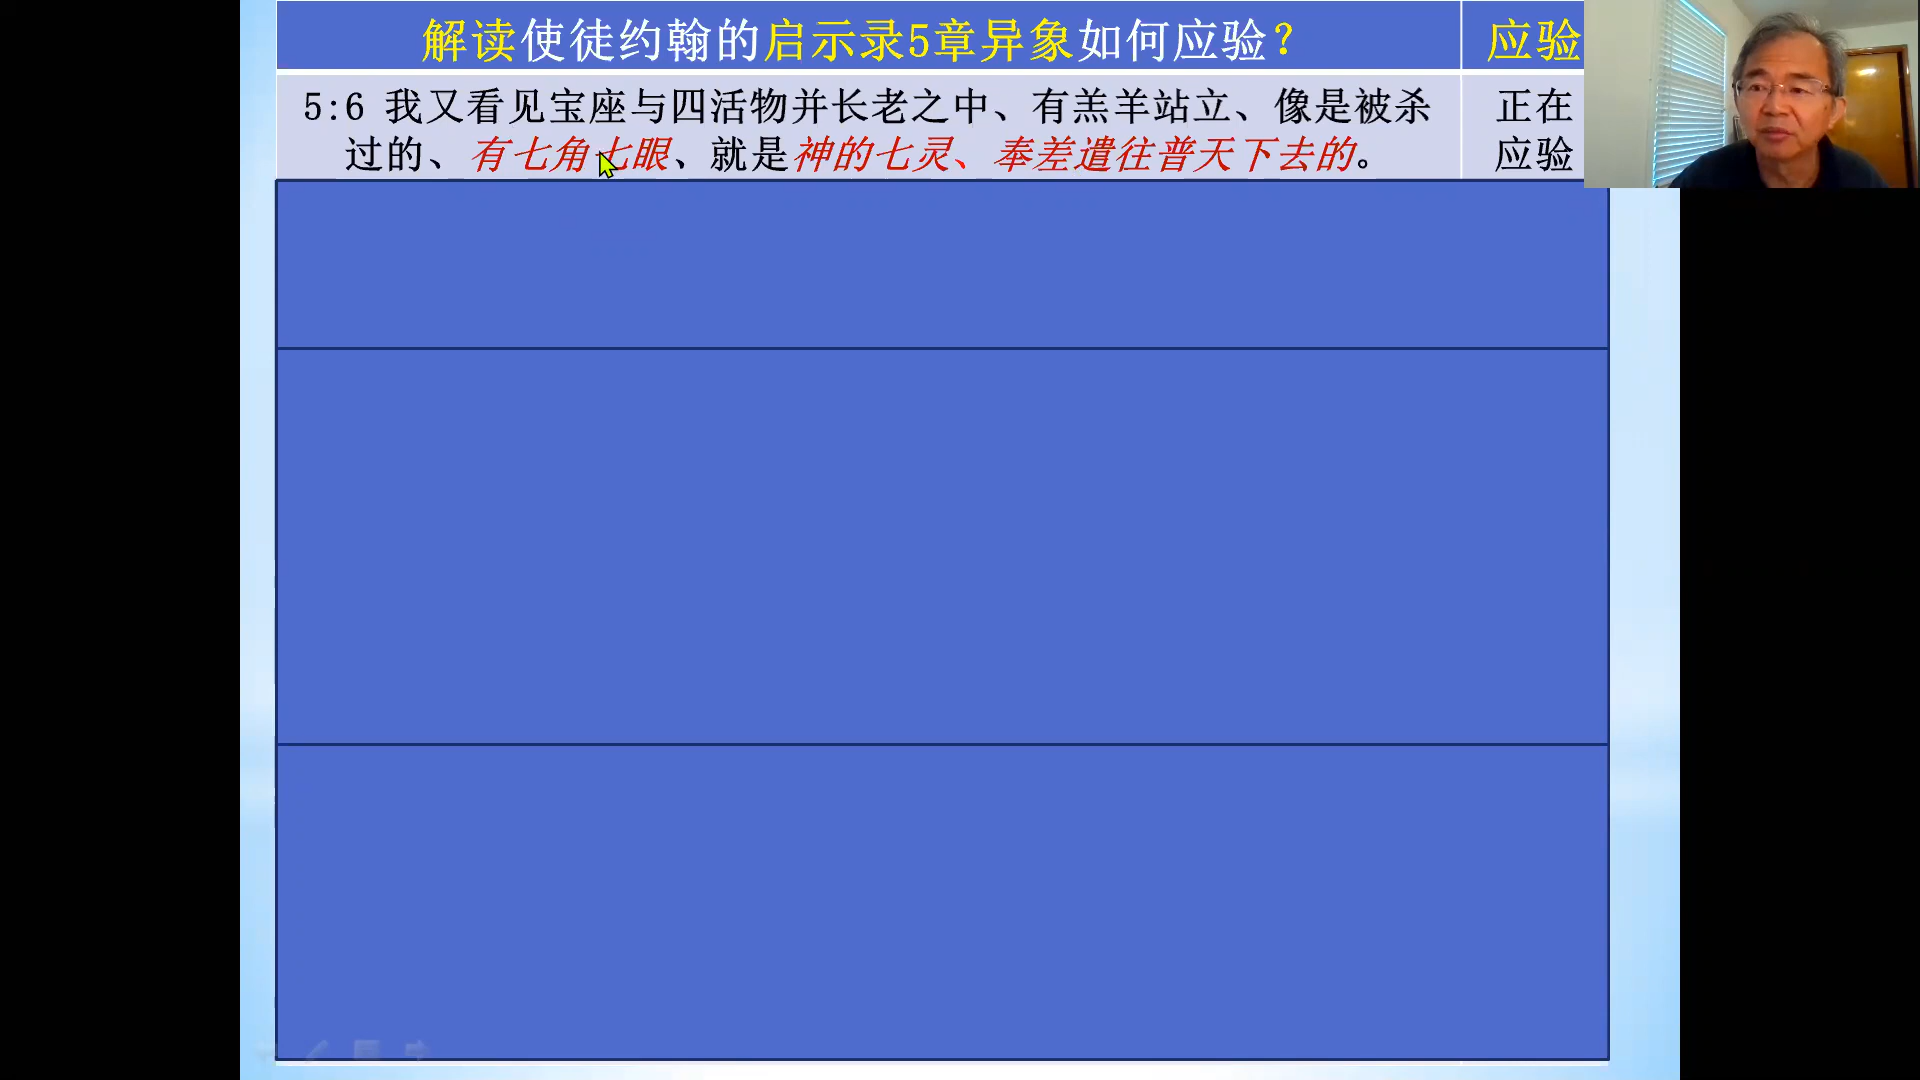 解读使徒约翰的启示录5章异象如何应验？ 应验
5:6 我又看见宝座与四活物并长老之中、有羔羊站立、像是被杀
过的、有七角七眼、就是神的七灵、奉差遣往普天下去的。
正在
应验